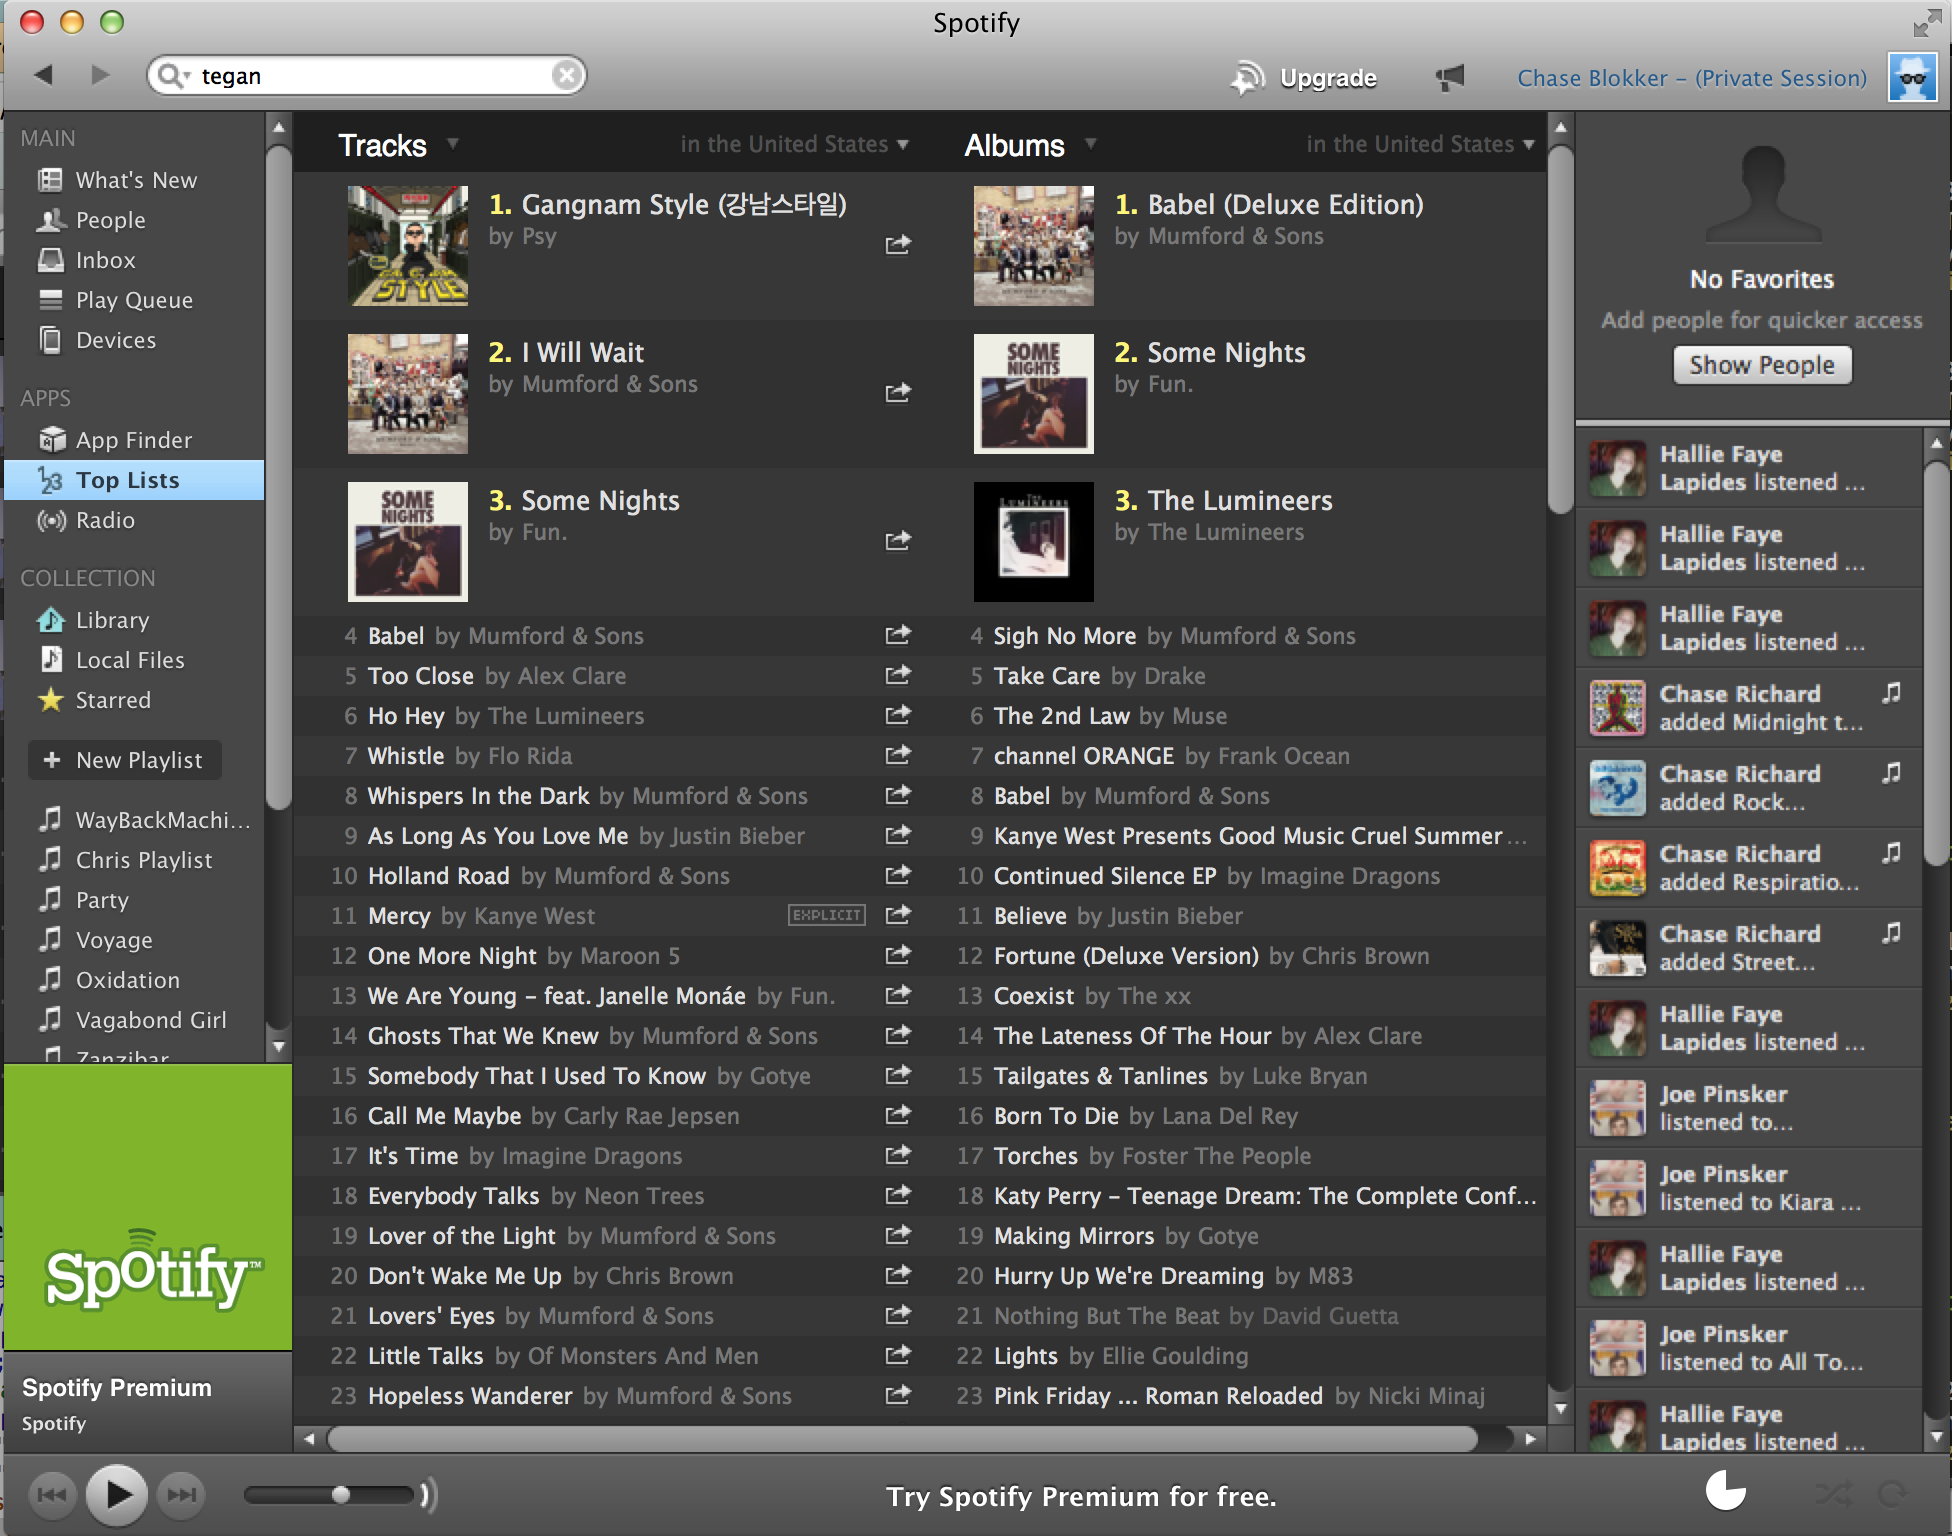 Spotify
tegan
Upgrade
Chase Blokker – (Private Session)
MAIN
What's New
People
Inbox
Play Queue
Devices
APPS
App Finder
Top Lists
Radio
COLLECTION
Library
Local Files
Starred
+ New Playlist
WayBackMachi...
Chris Playlist
Party
Voyage
Oxidation
Vagabond Girl
Zanzibar
Spotify™
Spotify Premium
Spotify
Tracks
in the United States
1. Gangnam Style (강남스타일)
by Psy
2. I Will Wait
by Mumford & Sons
SOME NIGHTS
3. Some Nights
by Fun.
4 Babel by Mumford & Sons
5 Too Close by Alex Clare
6 Ho Hey by The Lumineers
7 Whistle by Flo Rida
8 Whispers In the Dark by Mumford & Sons
9 As Long As You Love Me by Justin Bieber
10 Holland Road by Mumford & Sons
11 Mercy by Kanye West EXPLICIT
12 One More Night by Maroon 5
13 We Are Young – feat. Janelle Monáe by Fun.
14 Ghosts That We Knew by Mumford & Sons
15 Somebody That I Used To Know by Gotye
16 Call Me Maybe by Carly Rae Jepsen
17 It's Time by Imagine Dragons
18 Everybody Talks by Neon Trees
19 Lover of the Light by Mumford & Sons
20 Don't Wake Me Up by Chris Brown
21 Lovers' Eyes by Mumford & Sons
22 Little Talks by Of Monsters And Men
23 Hopeless Wanderer by Mumford & Sons
Albums
in the United States
1. Babel (Deluxe Edition)
by Mumford & Sons
SOME NIGHTS
2. Some Nights
by Fun.
THE LUMINEERS
3. The Lumineers
by The Lumineers
4 Sigh No More by Mumford & Sons
5 Take Care by Drake
6 The 2nd Law by Muse
7 channel ORANGE by Frank Ocean
8 Babel by Mumford & Sons
9 Kanye West Presents Good Music Cruel Summer ...
10 Continued Silence EP by Imagine Dragons
11 Believe by Justin Bieber
12 Fortune (Deluxe Version) by Chris Brown
13 Coexist by The xx
14 The Lateness Of The Hour by Alex Clare
15 Tailgates & Tanlines by Luke Bryan
16 Born To Die by Lana Del Rey
17 Torches by Foster The People
18 Katy Perry – Teenage Dream: The Complete Conf...
19 Making Mirrors by Gotye
20 Hurry Up We're Dreaming by M83
21 Nothing But The Beat by David Guetta
22 Lights by Ellie Goulding
23 Pink Friday ... Roman Reloaded by Nicki Minaj
No Favorites
Add people for quicker access
Show People
Hallie Faye
Lapides listened ...
Hallie Faye
Lapides listened ...
Hallie Faye
Lapides listened ...
Chase Richard
added Midnight t...
Chase Richard
added Rock...
Chase Richard
added Respiratio...
Chase Richard
added Street...
Hallie Faye
Lapides listened ...
Joe Pinsker
listened to...
Joe Pinsker
listened to Kiara ...
Hallie Faye
Lapides listened ...
Joe Pinsker
listened to All To...
Hallie Faye
Lapides listened ...
Try Spotify Premium for free.